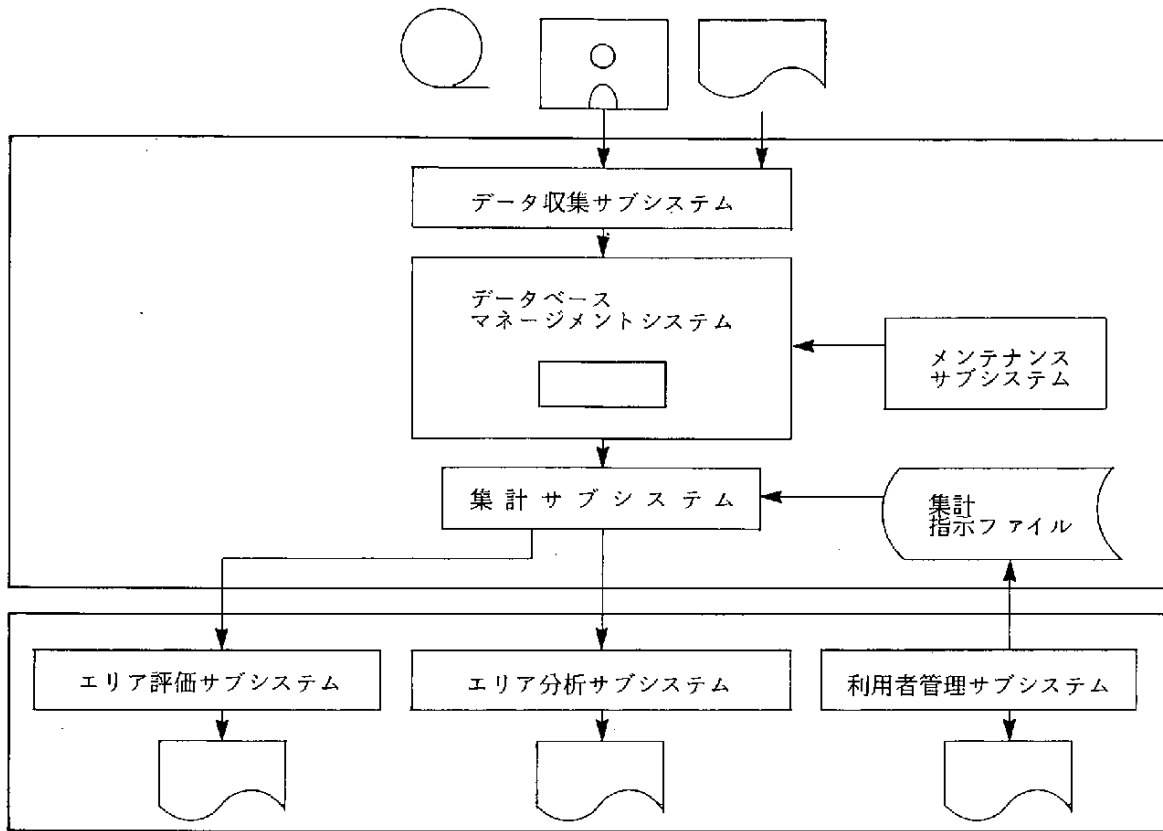 データ収集サブシステム
データベース
マネージメントシステム
メンテナンス
サブシステム
集計サブシステム
集計
指示ファイル
エリア評価サブシステム
エリア分析サブシステム
利用者管理サブシステム